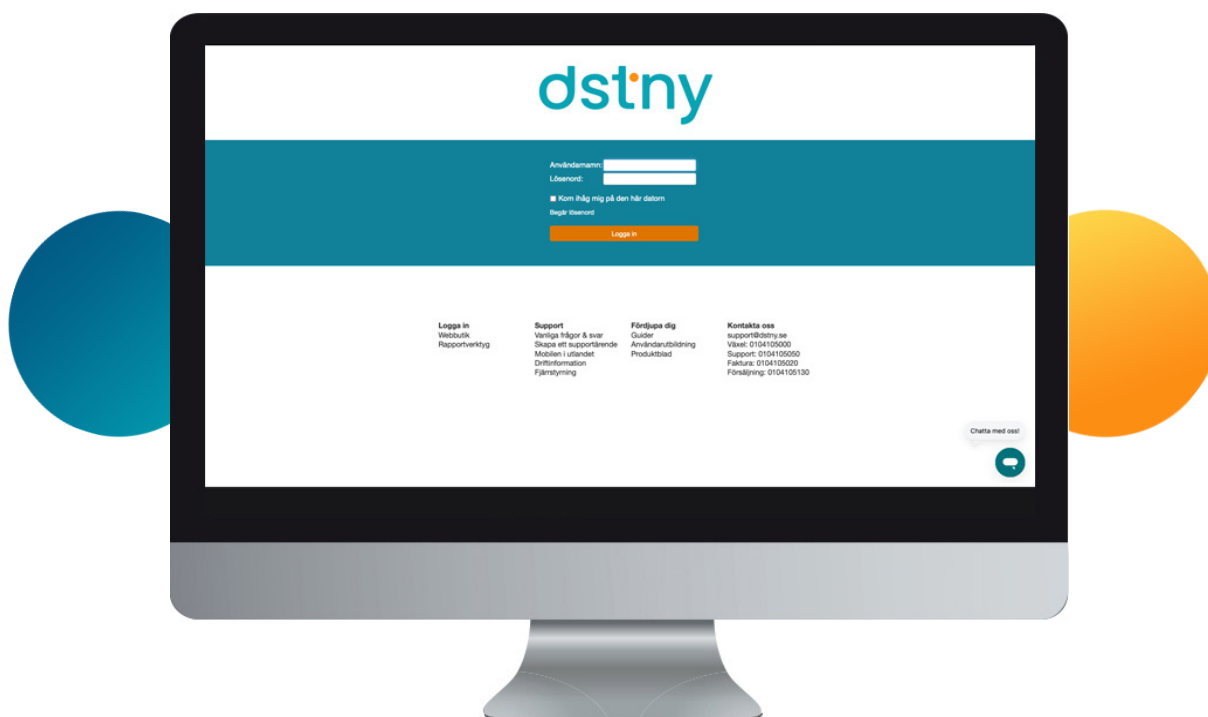 dstny
Användarnamn:
Lösenord:
Kom ihåg mig på den här datorn
Begär lösenord
Logga in
Logga in
Webbutik
Rapportverktyg
Support
Vanliga frågor & svar
Skapa ett supportärende
Mobilen i utlandet
Driftinformation
Fjärrstyrning
Fördjupa dig
Guider
Användarutbildning
Produktblad
Kontakta oss
support@dstny.se
Växel: 0104105000
Support: 0104105050
Faktura: 0104105020
Försäljning: 0104105130
Chatta med oss!